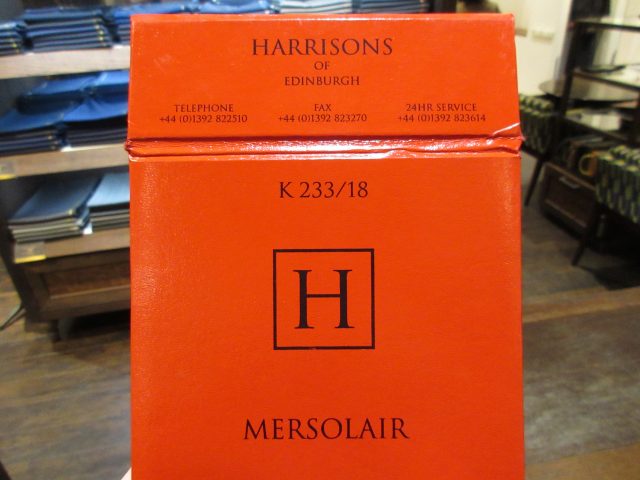 HARRISONS
OF
EDINBURGH
TELEPHONE FAX 24HR SERVICE
+44 (0)1392 822510 +44 (0)1392 823270 +44 (0)1392 823614
K 233/18
H
MERSOLAIR